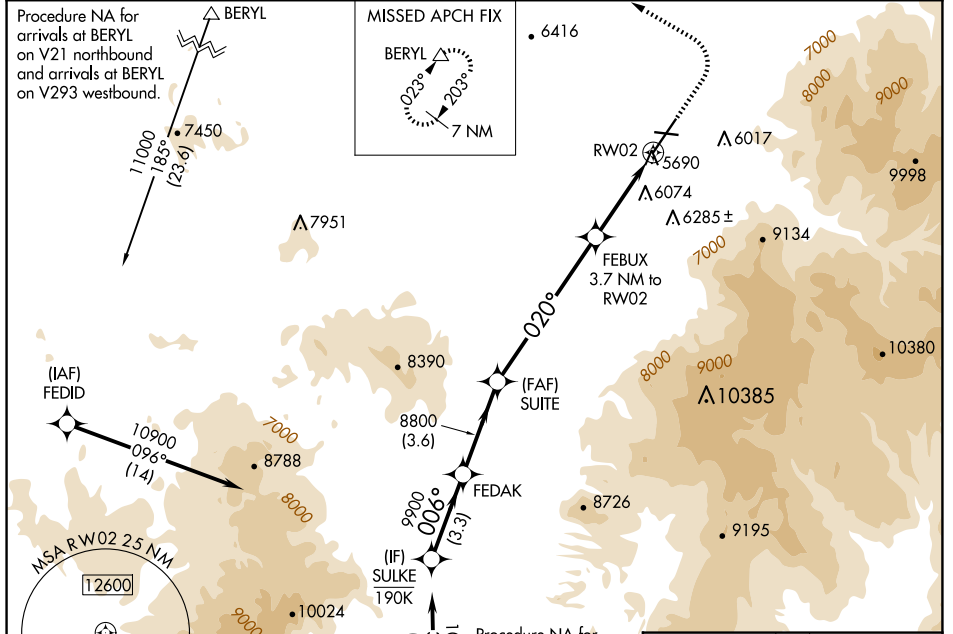 Procedure NA for
arrivals at BERYL
on V21 northbound
and arrivals at BERYL
on V293 westbound.
BERYL
11000
185°
(23.6)
7450
MISSED APCH FIX
BERYL
023°
203°
7 NM
6416
7000
8000
9000
6017
RW02
5690
9998
6074
6285±
7951
9134
7000
FEBUX
3.7 NM to
RW02
020°
8390
10380
8000
9000
(IAF)
FEDID
(FAF)
SUITE
10385
10900
096°
(14)
8800
(3.6)
7000
8788
8000
FEDAK
9900
006°
(3.3)
8726
9195
(IF)
SULKE
190K
MSA RW02 25 NM
12600
9000
10024
Procedure NA for